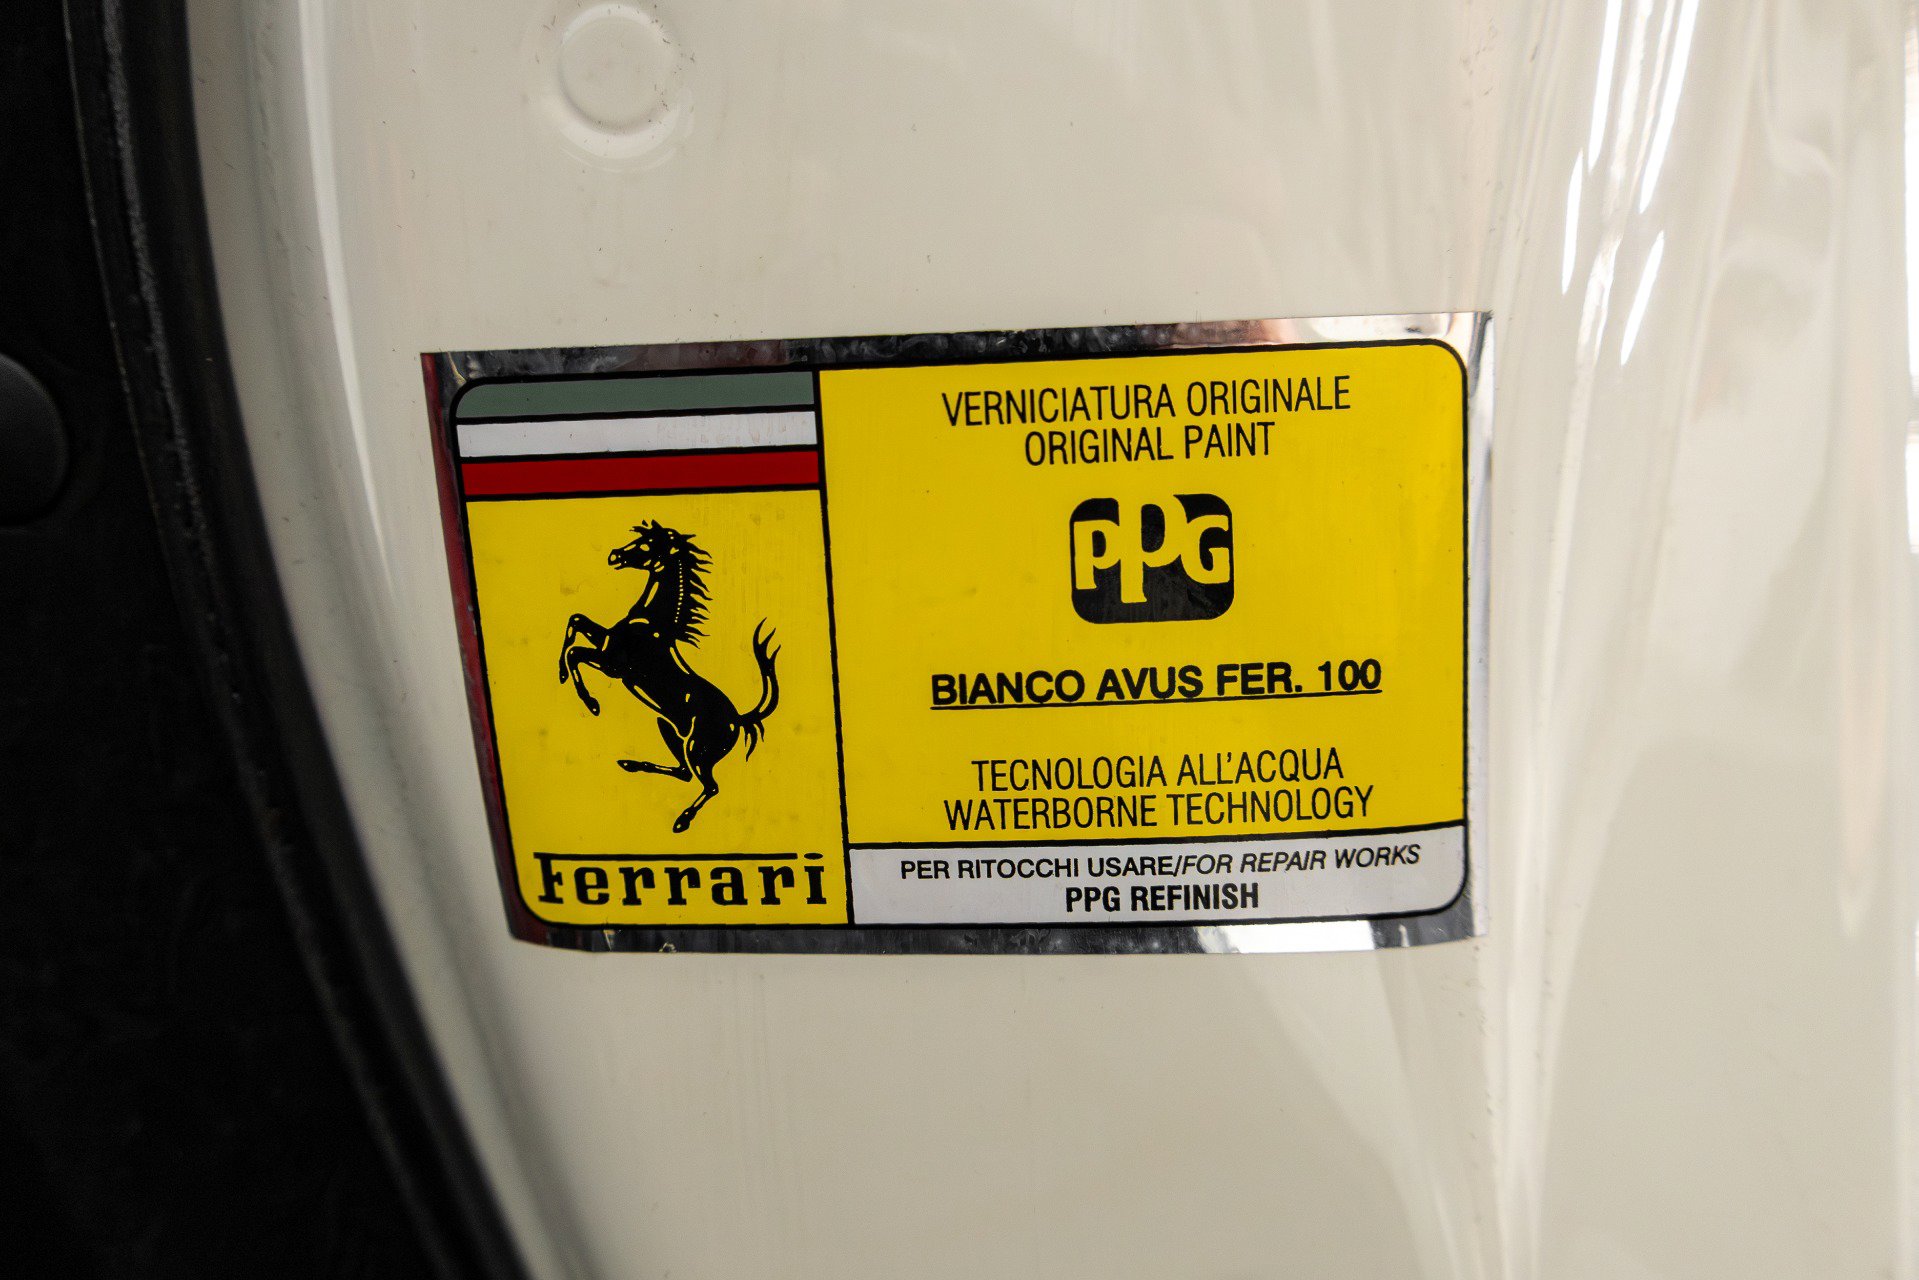 VERNICIATURA ORIGINALE
ORIGINAL PAINT
PPG
BIANCO AVUS FER. 100
TECNOLOGIA ALL'ACQUA
WATERBORNE TECHNOLOGY
Ferrari
PER RITOCCHI USARE/FOR REPAIR WORKS
PPG REFINISH